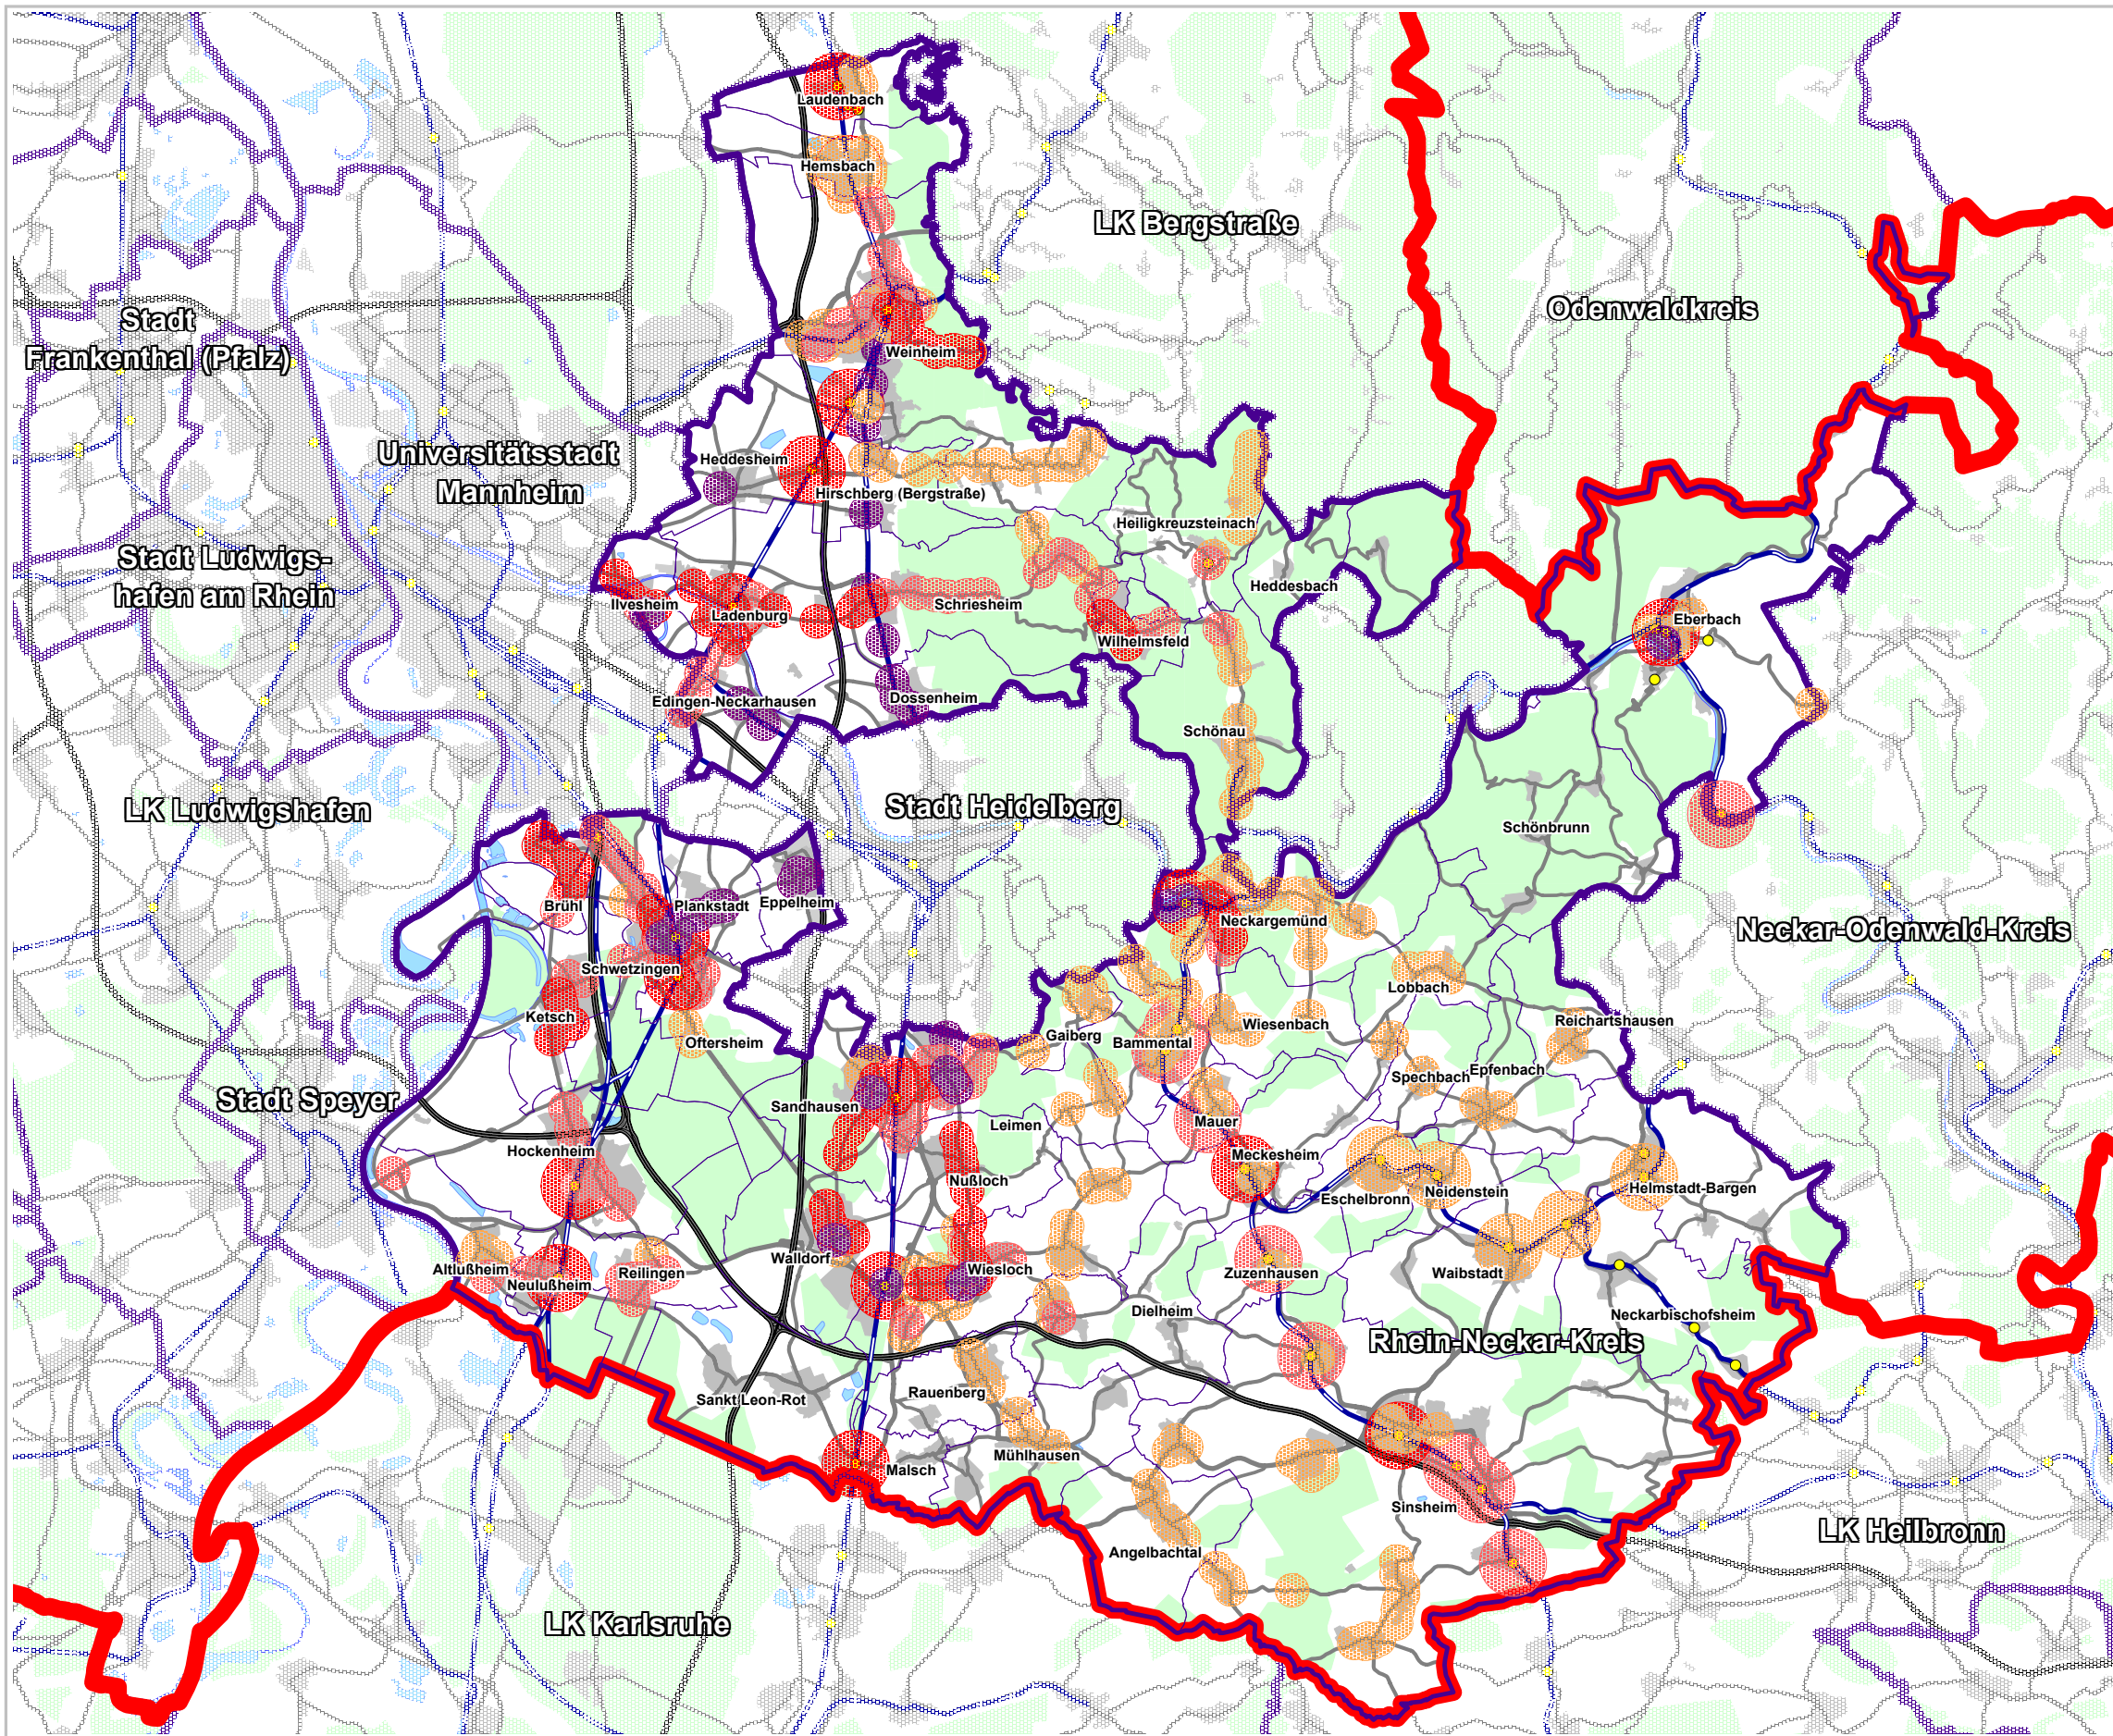 Laudenbach
Hemsbach
LK Bergstraße
Odenwaldkreis
Stadt
Frankenthal (Pfalz)
Weinheim
Universitätsstadt
Mannheim
Heddesheim
Hirschberg (Bergstraße)
Heiligkreuzsteinach
Stadt Ludwigs-
hafen am Rhein
Heddesbach
Ilvesheim
Ladenburg
Schriesheim
Wilhelmsfeld
Eberbach
Edingen-Neckarhausen
Dossenheim
Schönau
LK Ludwigshafen
Stadt Heidelberg
Schönbrunn
Brühl
Plankstadt
Eppelheim
Neckargemünd
Neckar-Odenwald-Kreis
Schwetzingen
Lobbach
Ketsch
Oftersheim
Gaiberg
Bammental
Wiesenbach
Reichartshausen
Spechbach
Epfenbach
Stadt Speyer
Sandhausen
Leimen
Mauer
Hockenheim
Meckesheim
Nußloch
Eschelbronn
Neidenstein
Helmstadt-Bargen
Altlußheim
Neulußheim
Reilingen
Walldorf
Wiesloch
Zuzenhausen
Waibstadt
Dielheim
Neckarbischofsheim
Rhein-Neckar-Kreis
Sankt Leon-Rot
Rauenberg
Malsch
Mühlhausen
Sinsheim
Angelbachtal
LK Heilbronn
LK Karlsruhe